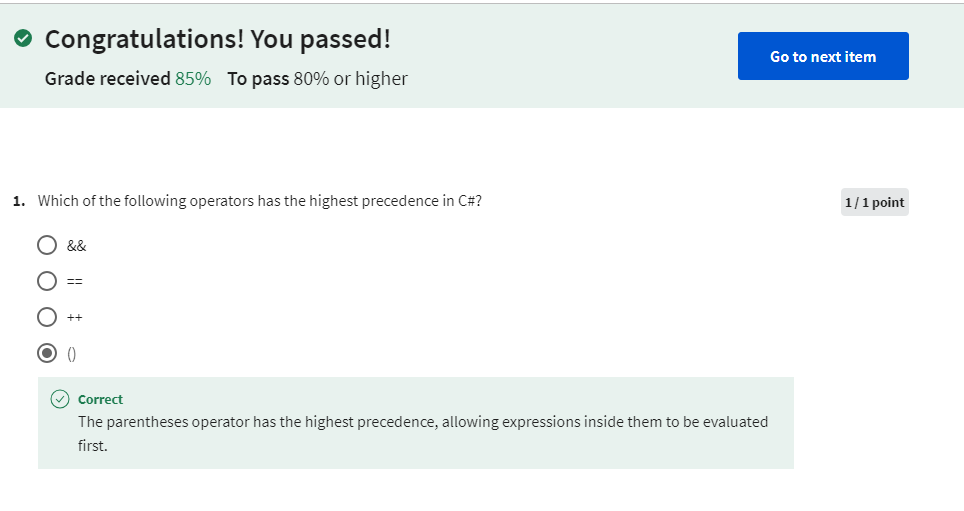 Congratulations! You passed!
Go to next item
Grade received 85% To pass 80% or higher
1. Which of the following operators has the highest precedence in C#?
1 / 1 point
&&
==
++
()
Correct
The parentheses operator has the highest precedence, allowing expressions inside them to be evaluated
first.